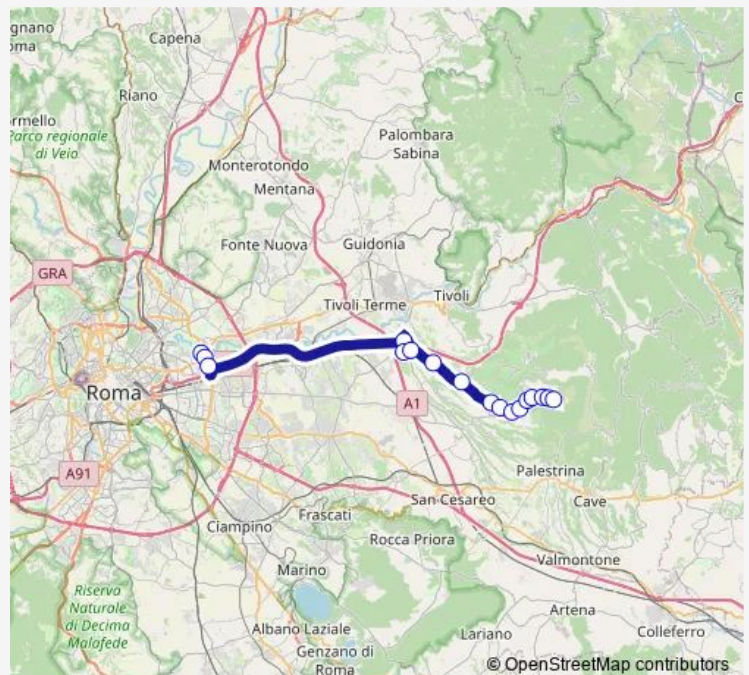 Capena
gnano
oma
Riano
ormello
Parco regionale
di Veio
Palombara
Sabina
Monterotondo
Mentana
Fonte Nuova
Guidonia
GRA
Tivoli Terme
Tivoli
Roma
A1
A91
Palestrina
San Cesareo
Cave
Ciampino
Frascati
Rocca Priora
Valmontone
Marino
Riserva
Naturale
di Decima
Malafede
Artena
Albano Laziale
Lariano
Colleferro
Genzano di
Roma
© OpenStreetMap contributors